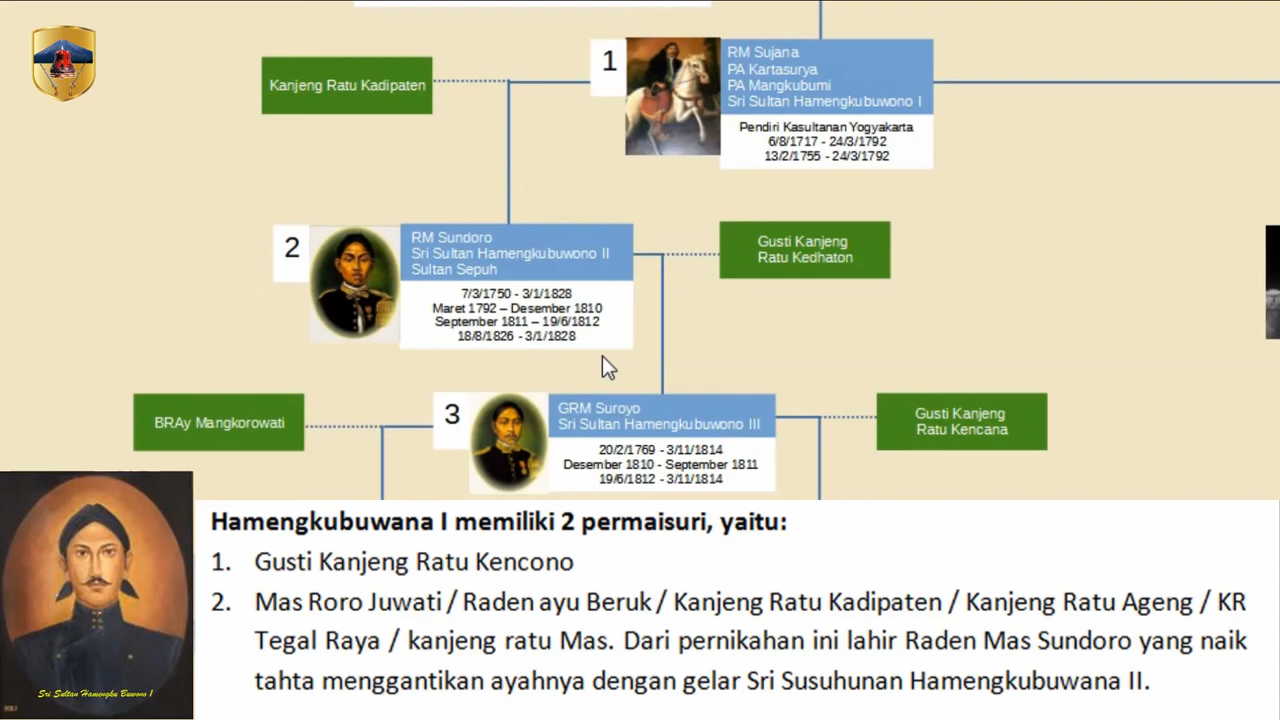 Kanjeng Ratu Kadipaten
1
RM Sujana
PA Kartasurya
PA Mangkubumi
Sri Sultan Hamengkubuwono I
Pendiri Kasultanan Yogyakarta
6/8/1717 - 24/3/1792
13/2/1755 - 24/3/1792
2
RM Sundoro
Sri Sultan Hamengkubuwono II
Sultan Sepuh
7/3/1750 - 3/1/1828
Maret 1792 – Desember 1810
September 1811 – 19/6/1812
18/8/1826 - 3/1/1828
Gusti Kanjeng
Ratu Kedhaton
BRAy Mangkorowati
3
GRM Suroyo
Sri Sultan Hamengkubuwono III
20/2/1769 - 3/11/1814
Desember 1810 - September 1811
19/6/1812 - 3/11/1814
Gusti Kanjeng
Ratu Kencana
Sri Sultan Hamengku Buwono I
Hamengkubuwana I memiliki 2 permaisuri, yaitu:
1. Gusti Kanjeng Ratu Kencono
2. Mas Roro Juwati / Raden ayu Beruk / Kanjeng Ratu Kadipaten / Kanjeng Ratu Ageng / KR
Tegal Raya / kanjeng ratu Mas. Dari pernikahan ini lahir Raden Mas Sundoro yang naik
tahta menggantikan ayahnya dengan gelar Sri Susuhunan Hamengkubuwana II.